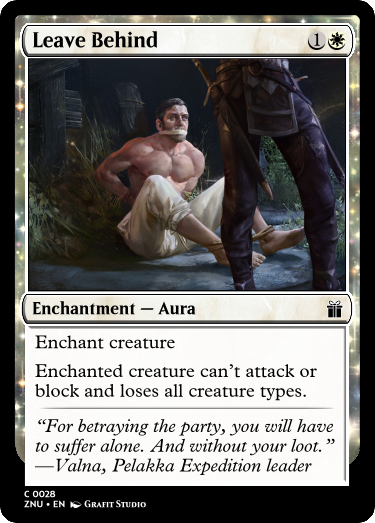 Leave Behind 1
Enchantment — Aura
Enchant creature
Enchanted creature can't attack or
block and loses all creature types.
“For betraying the party, you will have
to suffer alone. And without your loot.”
—Valna, Pelakka Expedition leader
C 0028
ZNU • EN Grafit Studio